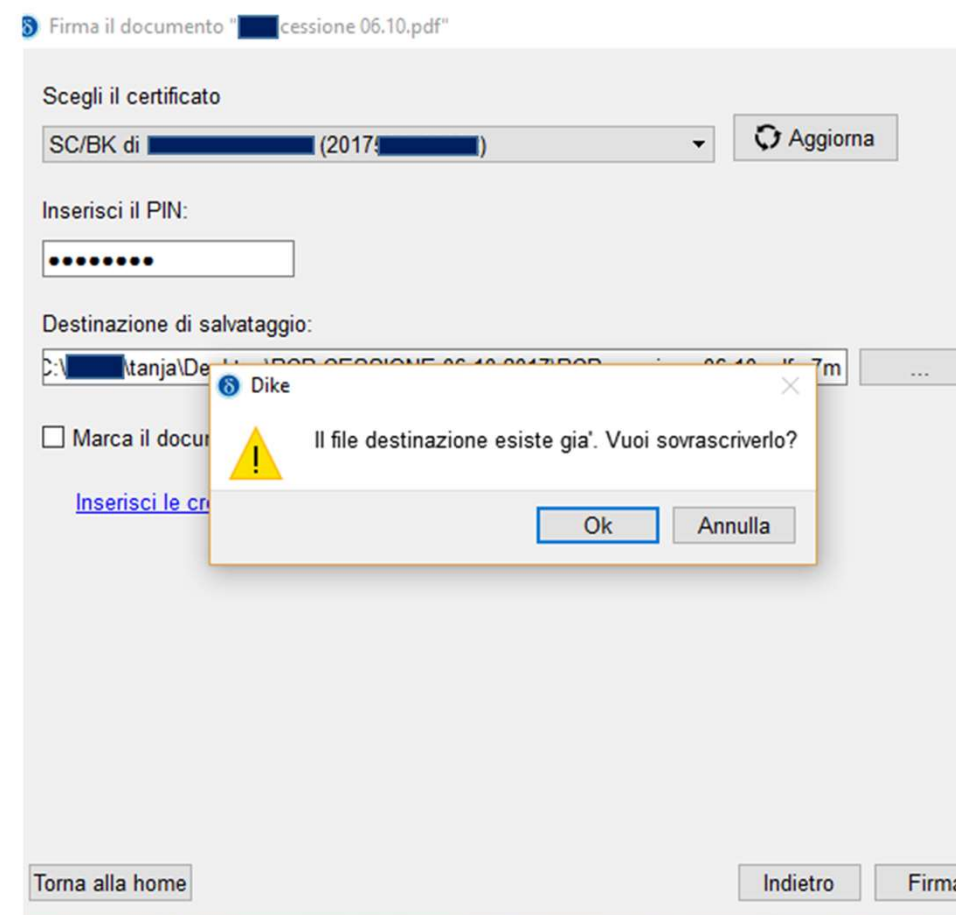 Firma il documento "cessione 06.10.pdf"
Scegli il certificato
SC/BK di (2017 )
Aggiorna
Inserisci il PIN:
••••••••
Destinazione di salvataggio:
C:\ \tanja\De 7m
...
Dike
Il file destinazione esiste gia'. Vuoi sovrascriverlo?
Marca il docu
Inserisci le cre
Ok
Annulla
Torna alla home
Indietro
Firma